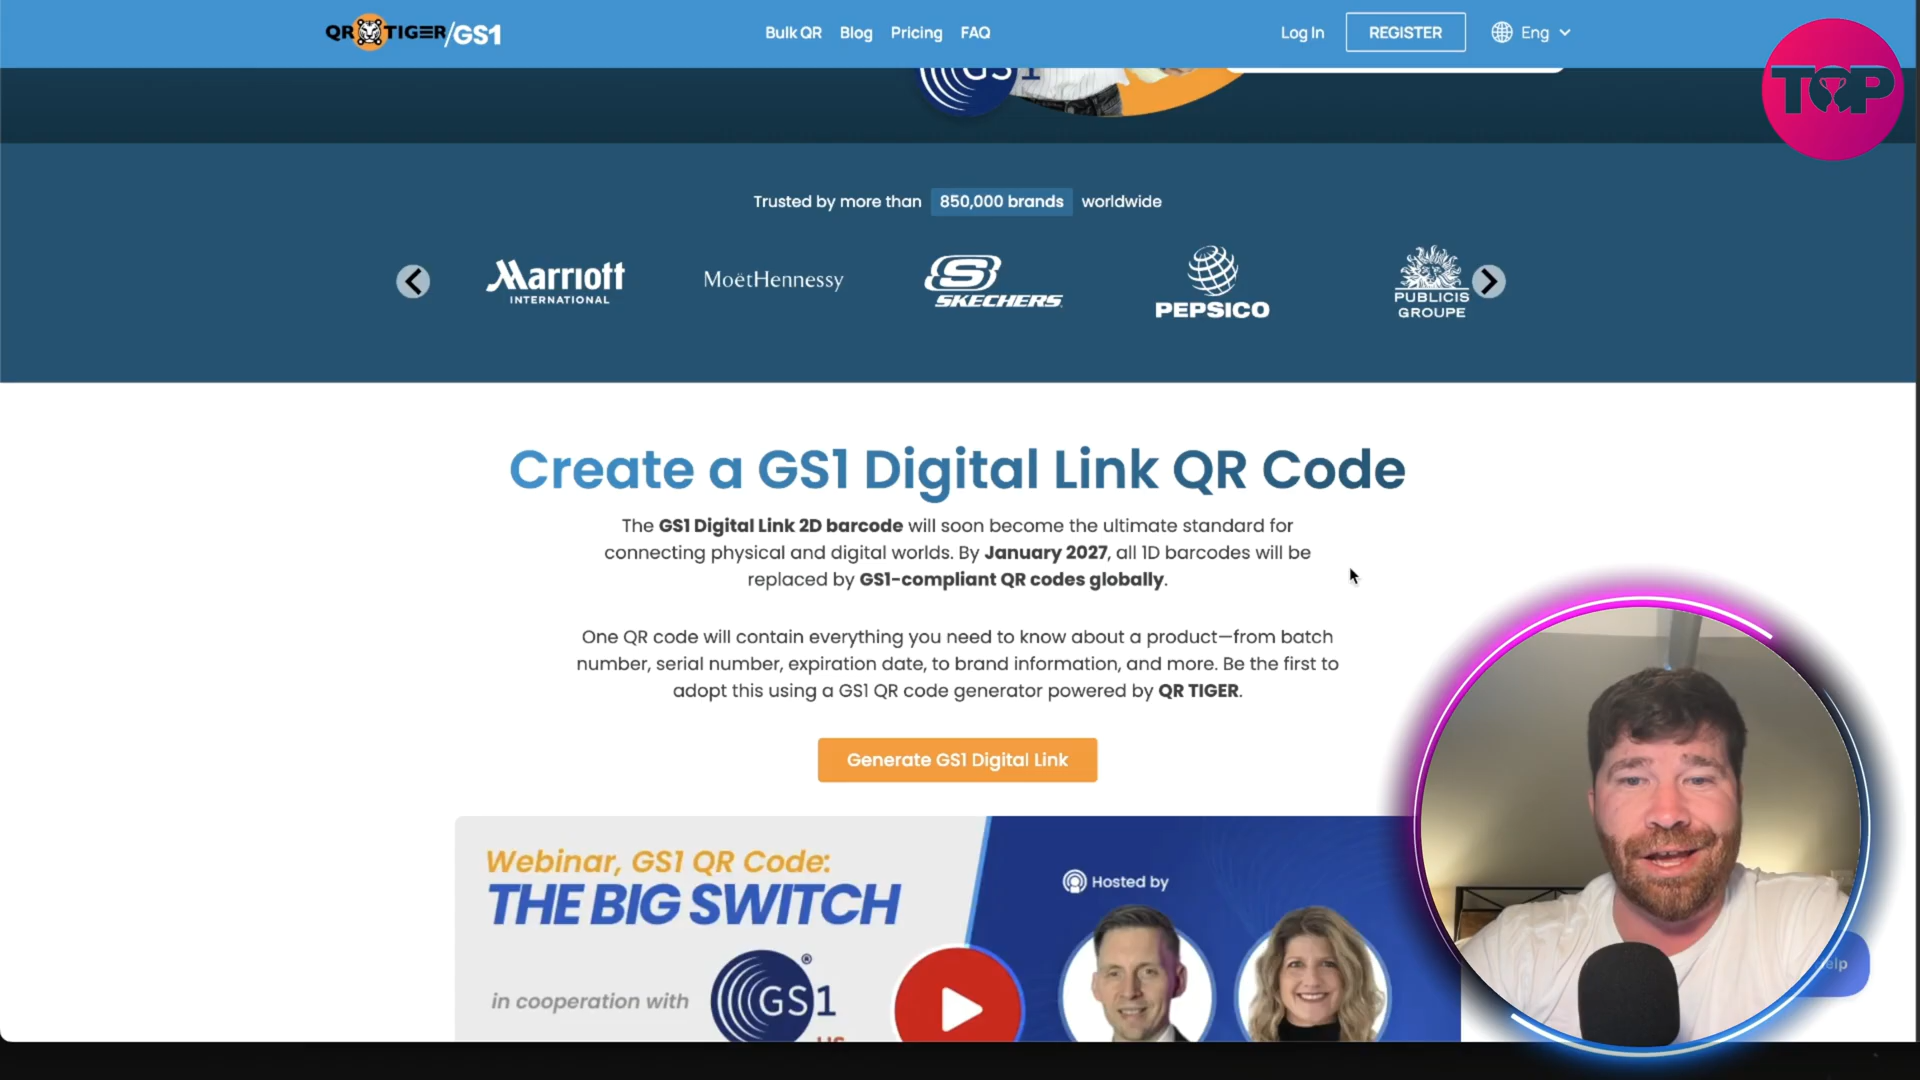 QR TIGER/GS1
Bulk QR Blog Pricing FAQ
Log In REGISTER Eng
TOP
GS1
Trusted by more than 850,000 brands worldwide
Marriott
INTERNATIONAL
MoëtHennessy
SKECHERS
PEPSICO
PUBLICIS
GROUPE
Create a GS1 Digital Link QR Code
The GS1 Digital Link 2D barcode will soon become the ultimate standard for
connecting physical and digital worlds. By January 2027, all 1D barcodes will be
replaced by GS1-compliant QR codes globally.
One QR code will contain everything you need to know about a product—from batch
number, serial number, expiration date, to brand information, and more. Be the first to
adopt this using a GS1 QR code generator powered by QR TIGER.
Generate GS1 Digital Link
Webinar, GS1 QR Code:
THE BIG SWITCH
Hosted by
in cooperation with
GS1®